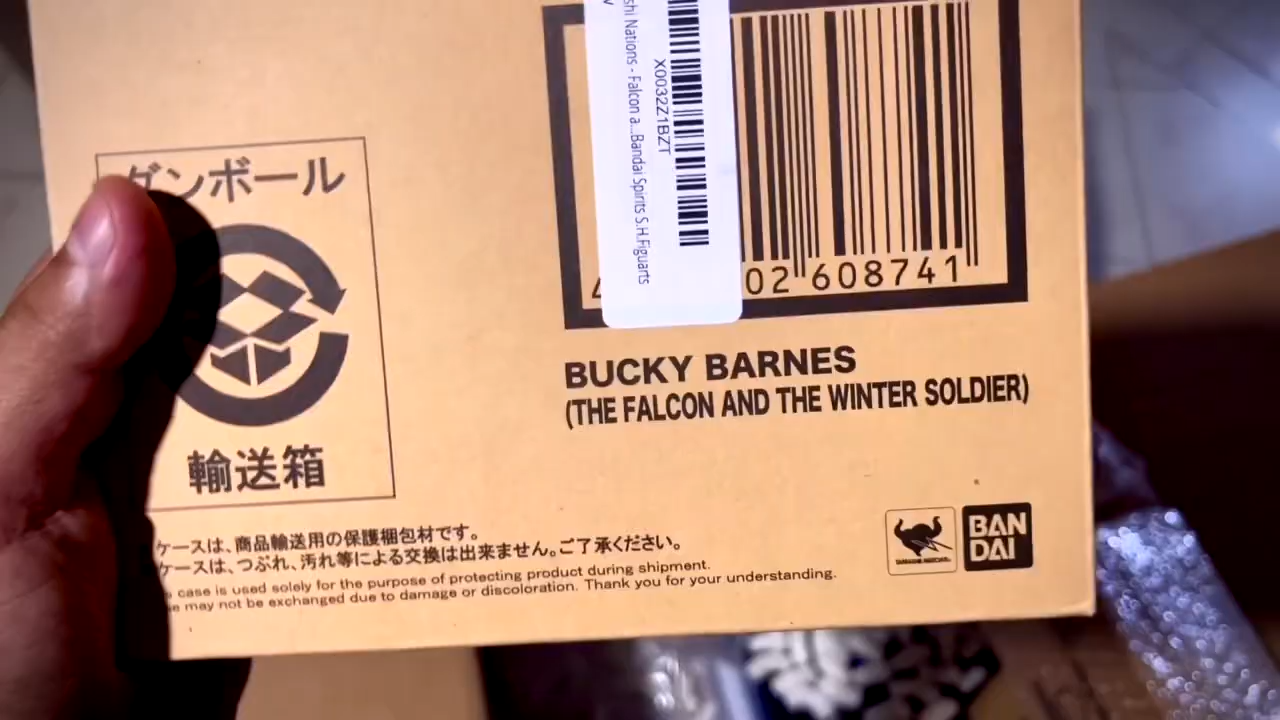 ダンボール
輸送箱
shi Nations - Falcon a...Bandai Spirits S.H.Figuarts
X0032Z1BZT
4
02 608741
BUCKY BARNES
(THE FALCON AND THE WINTER SOLDIER)
ケースは、商品輸送用の保護梱包材です。
ケースは、つぶれ、汚れ等による交換は出来ません。ご了承ください。
case is used solely for the purpose of protecting product during shipment.
may not be exchanged due to damage or discoloration. Thank you for your understanding.
TAMASHII NATIONS
BAN
DAI